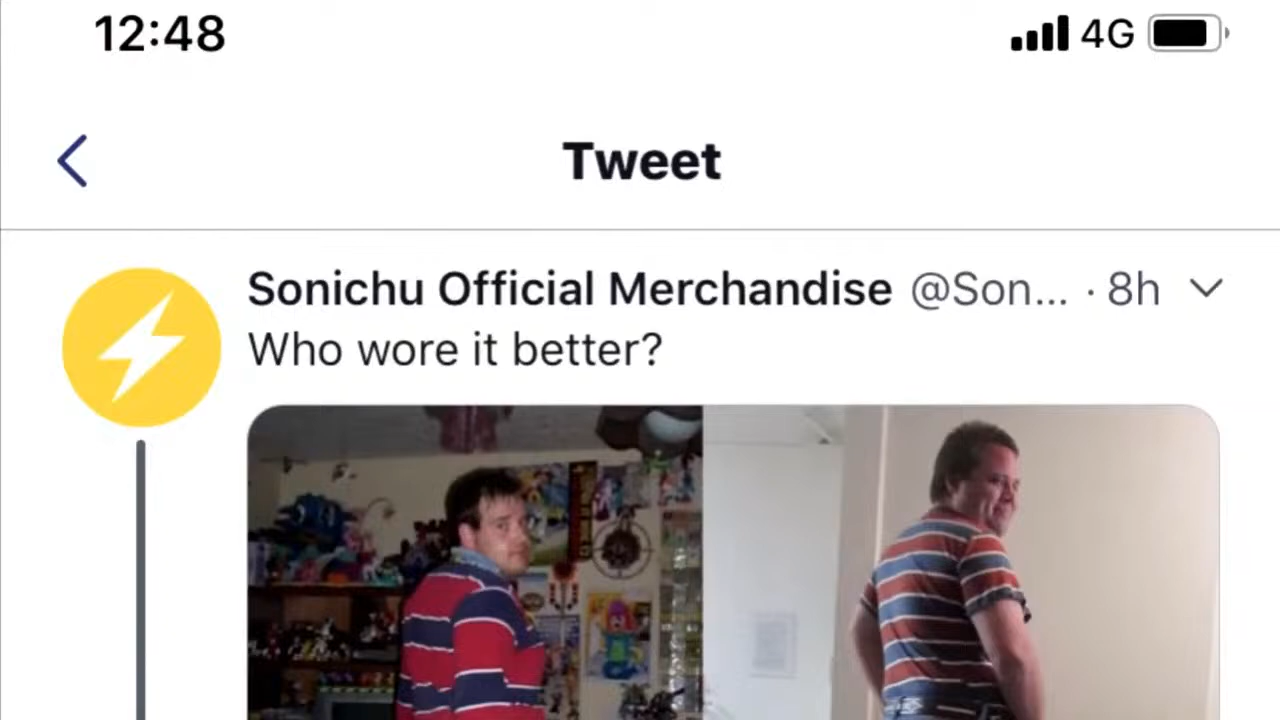 12:48 4G
Tweet
Sonichu Official Merchandise @Son... · 8h
Who wore it better?